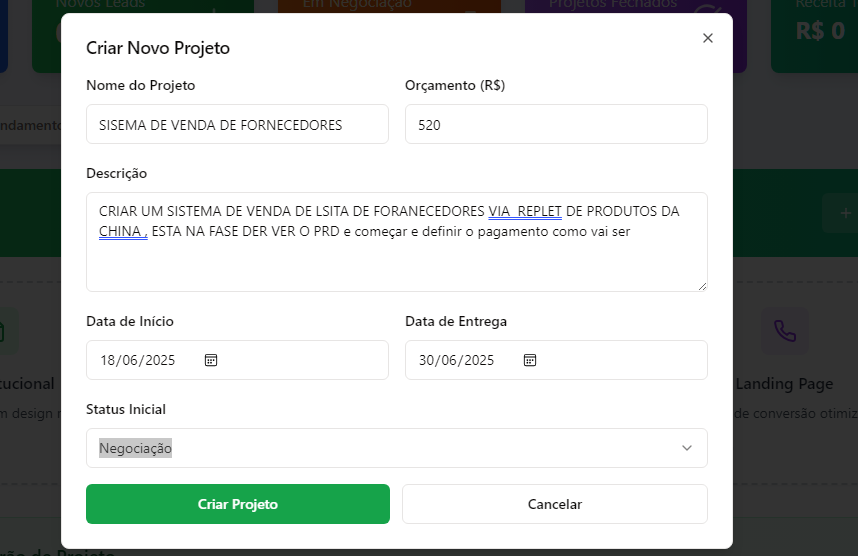 Novos Leads
Em Negociação
Projetos Fechados
Receita T
R$ 0
Criar Novo Projeto
Nome do Projeto
Orçamento (R$)
SISEMA DE VENDA DE FORNECEDORES
520
ndamento
Descrição
CRIAR UM SISTEMA DE VENDA DE LSITA DE FORANECEDORES VIA REPLET DE PRODUTOS DA
CHINA , ESTA NA FASE DER VER O PRD e começar e definir o pagamento como vai ser
Data de Início
Data de Entrega
18/06/2025
30/06/2025
tucional
Landing Page
m design
de conversão otimiz
Status Inicial
Negociação
Criar Projeto
Cancelar